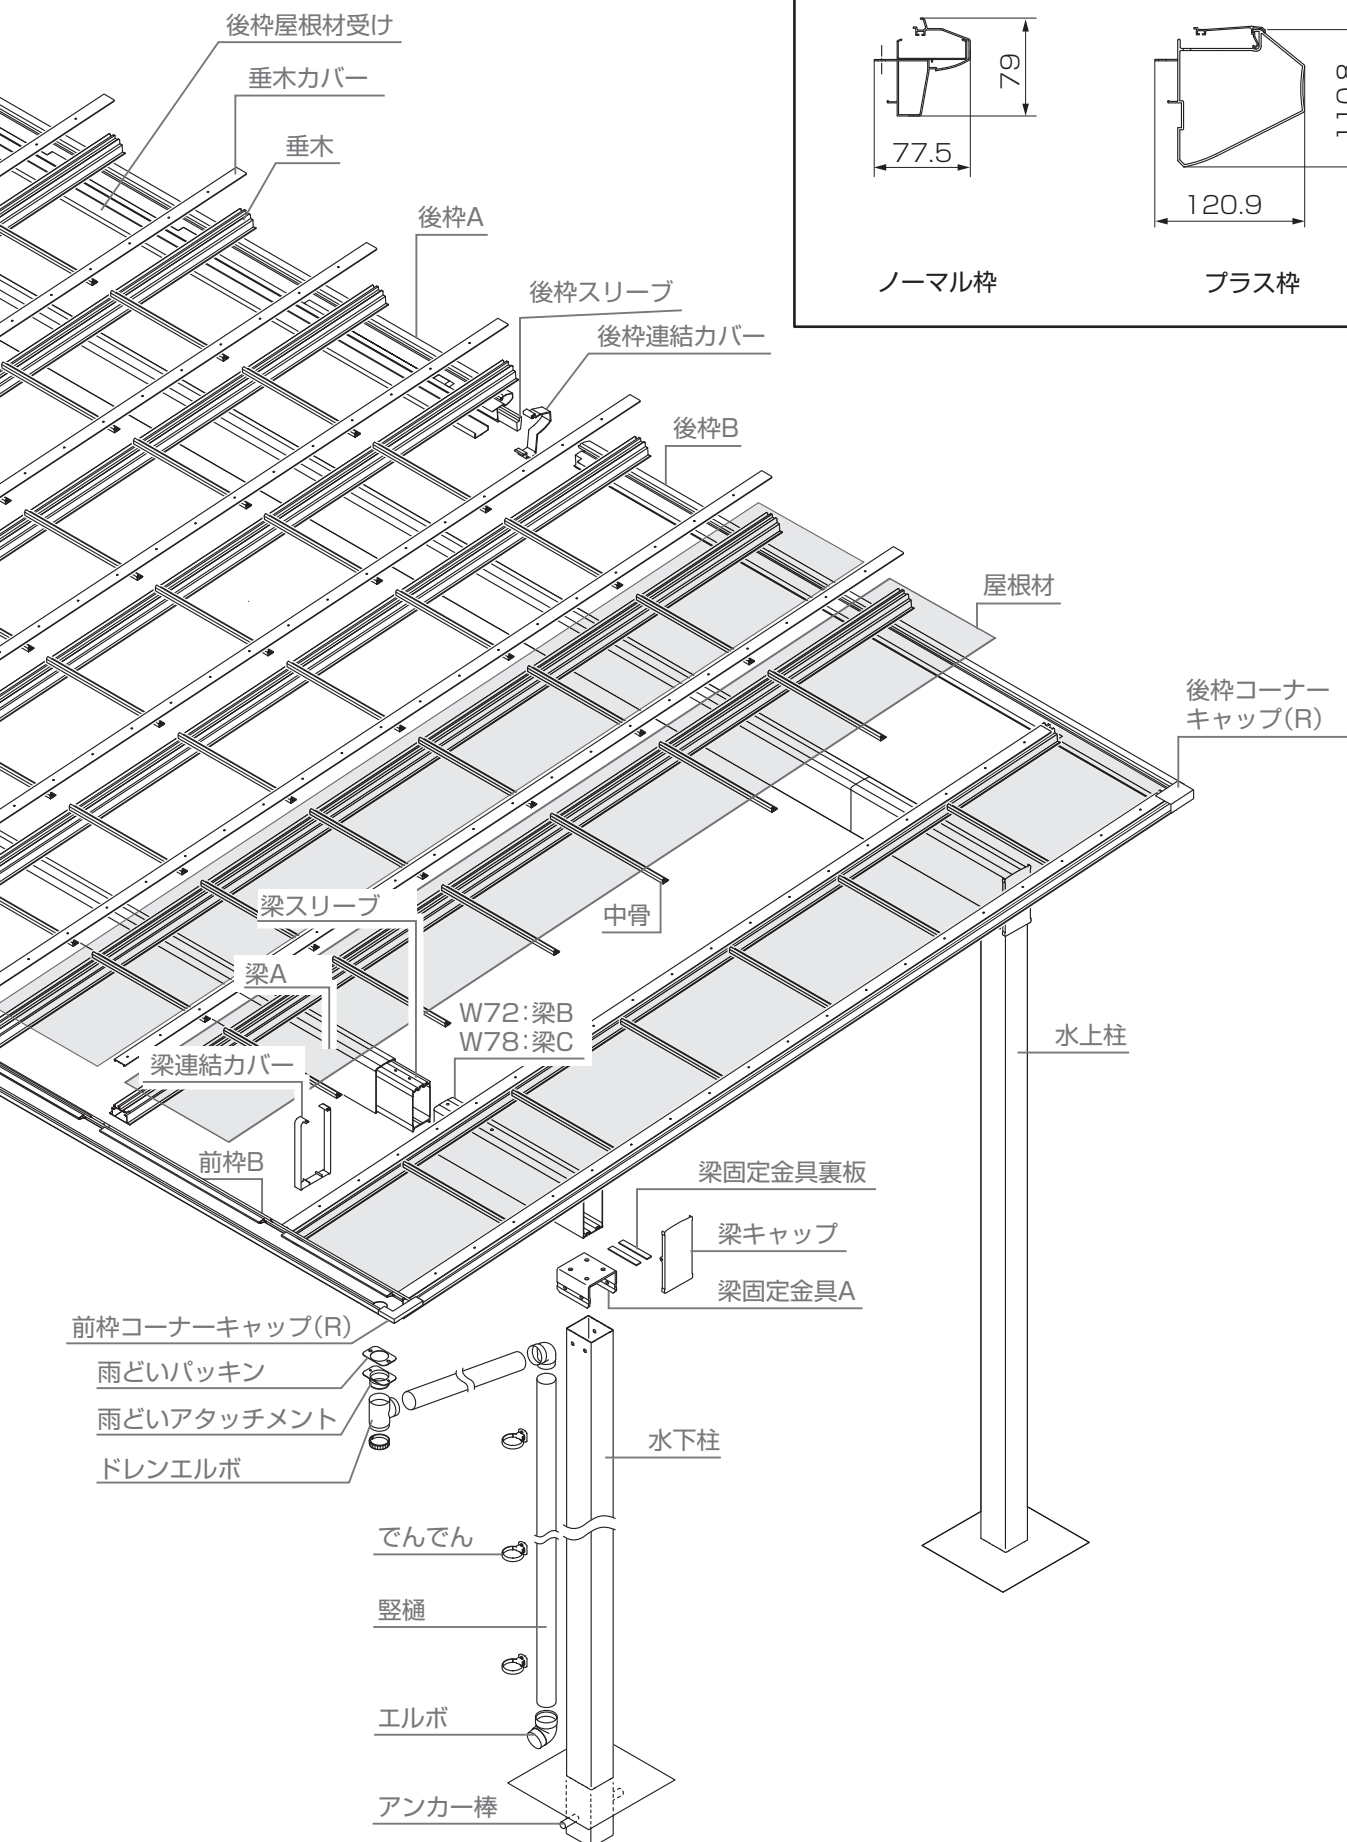 後枠屋根材受け
垂木カバー
垂木
後枠A
後枠スリーブ
後枠連結カバー
後枠B
79
77.5
120.9
ノーマル枠
プラス枠
屋根材
後枠コーナー
キャップ(R)
梁スリーブ
中骨
梁A
W72:梁B
W78:梁C
水上柱
梁連結カバー
前枠B
梁固定金具裏板
梁キャップ
梁固定金具A
前枠コーナーキャップ(R)
雨どいパッキン
雨どいアタッチメント
ドレンエルボ
水下柱
でんでん
竪樋
エルボ
アンカー棒